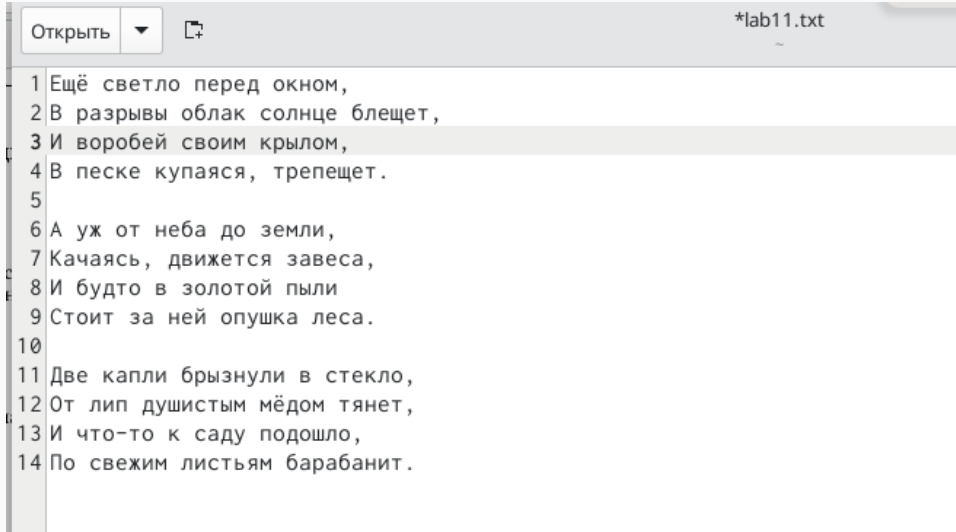 Открыть
*lab11.txt
~
1 Ещё светло перед окном,
2 В разрывы облак солнце блещет,
3 И воробей своим крылом,
4 В песке купаяся, трепещет.
5
6 А уж от неба до земли,
7 Качаясь, движется завеса,
8 И будто в золотой пыли
9 Стоит за ней опушка леса.
10
11 Две капли брызнули в стекло,
12 От лип душистым мёдом тянет,
13 И что-то к саду подошло,
14 По свежим листьям барабанит.